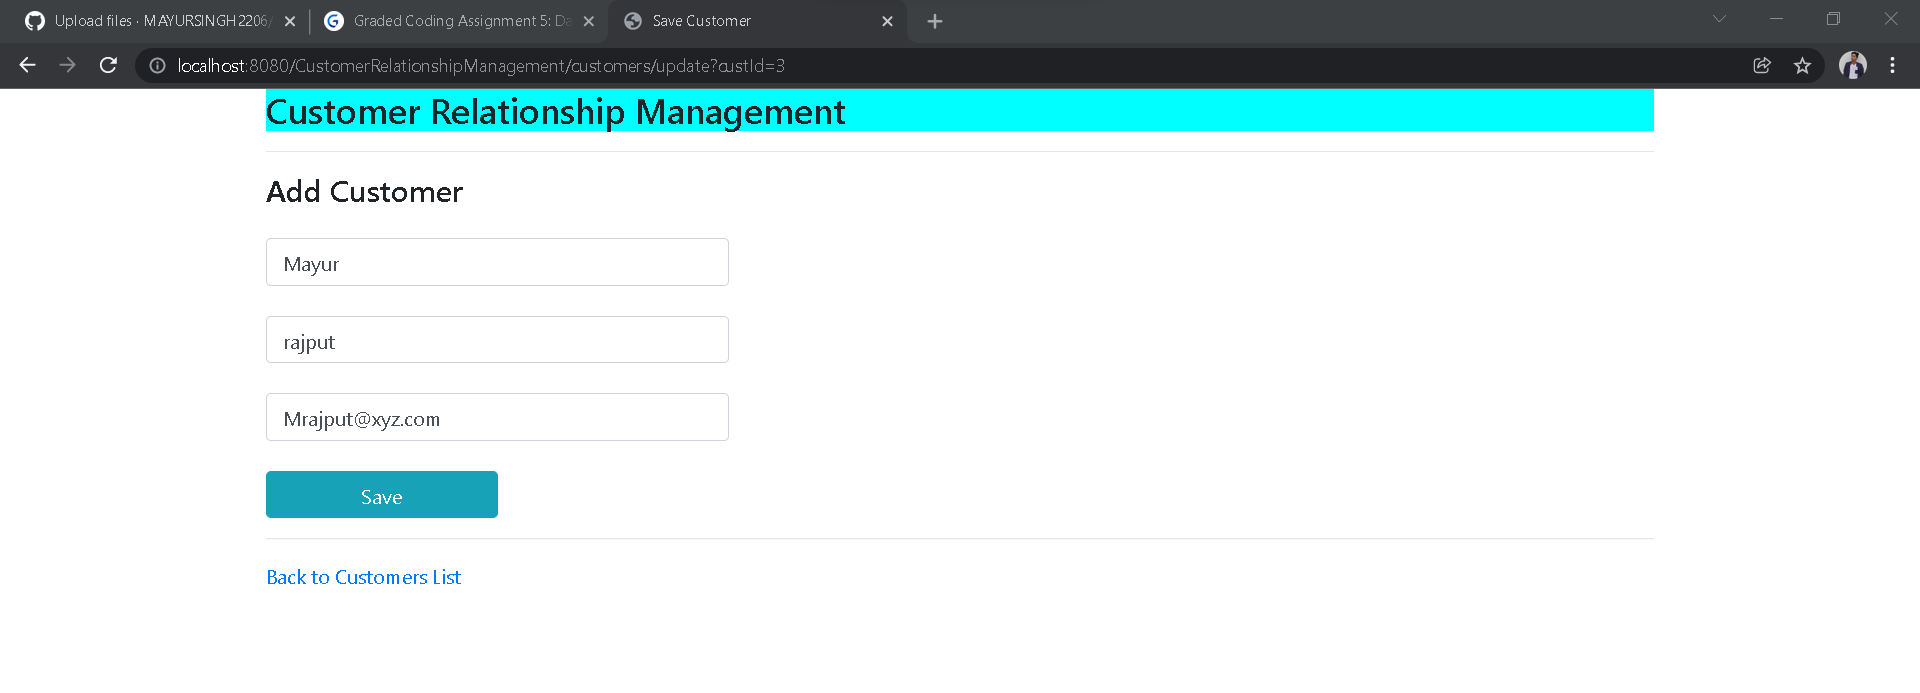 Upload files · MAYURSINGH2206/
Graded Coding Assignment 5: Da
Save Customer
localhost:8080/CustomerRelationshipManagement/customers/update?custId=3
Customer Relationship Management
Add Customer
Mayur
rajput
Mrajput@xyz.com
Save
Back to Customers List